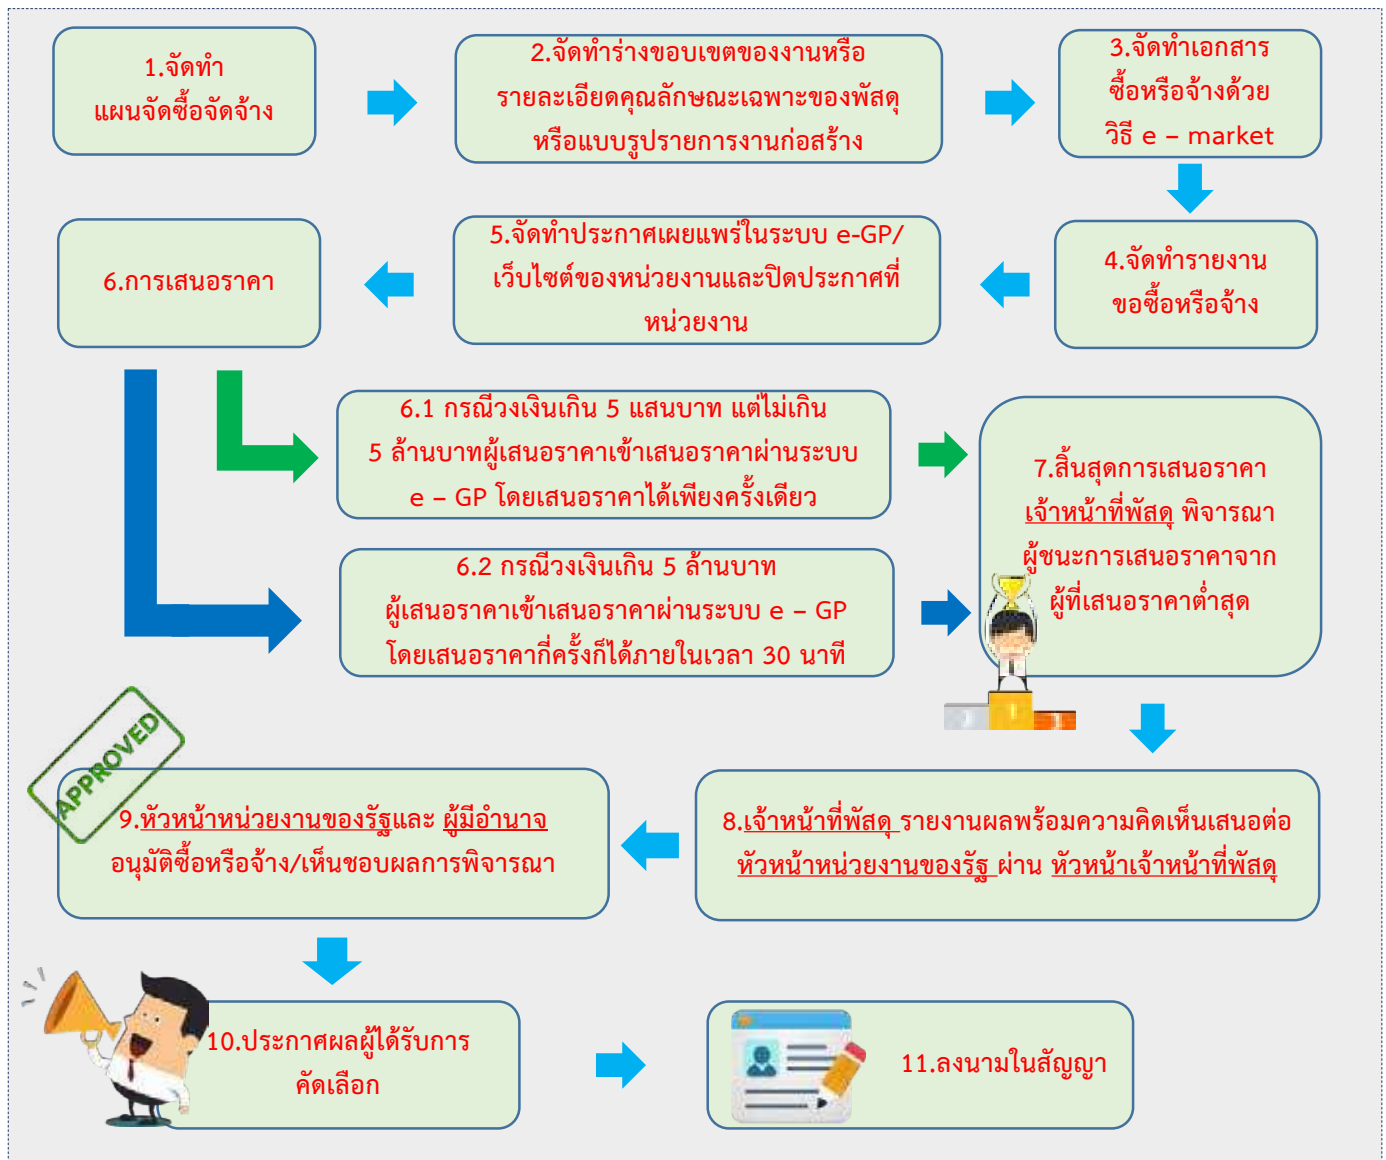 1.จัดทำ
แผนจัดซื้อจัดจ้าง
2.จัดทำร่างขอบเขตของงานหรือ
รายละเอียดคุณลักษณะเฉพาะของพัสดุ
หรือแบบรูปรายการงานก่อสร้าง
3.จัดทำเอกสาร
ซื้อหรือจ้างด้วย
วิธี e – market
4.จัดทำรายงาน
ขอซื้อหรือจ้าง
5.จัดทำประกาศเผยแพร่ในระบบ e-GP/
เว็บไซต์ของหน่วยงานและปิดประกาศที่
หน่วยงาน
6.การเสนอราคา
6.1 กรณีวงเงินเกิน 5 แสนบาท แต่ไม่เกิน
5 ล้านบาทผู้เสนอราคาเข้าเสนอราคาผ่านระบบ
e – GP โดยเสนอราคาได้เพียงครั้งเดียว
6.2 กรณีวงเงินเกิน 5 ล้านบาท
ผู้เสนอราคาเข้าเสนอราคาผ่านระบบ e – GP
โดยเสนอราคากี่ครั้งก็ได้ภายในเวลา 30 นาที
7.สิ้นสุดการเสนอราคา
เจ้าหน้าที่พัสดุ พิจารณา
ผู้ชนะการเสนอราคาจาก
ผู้ที่เสนอราคาต่ำสุด
8.เจ้าหน้าที่พัสดุ รายงานผลพร้อมความคิดเห็นเสนอต่อ
หัวหน้าหน่วยงานของรัฐ ผ่าน หัวหน้าเจ้าหน้าที่พัสดุ
APPROVED
9.หัวหน้าหน่วยงานของรัฐและ ผู้มีอำนาจ
อนุมัติซื้อหรือจ้าง/เห็นชอบผลการพิจารณา
10.ประกาศผลผู้ได้รับการ
คัดเลือก
11.ลงนามในสัญญา